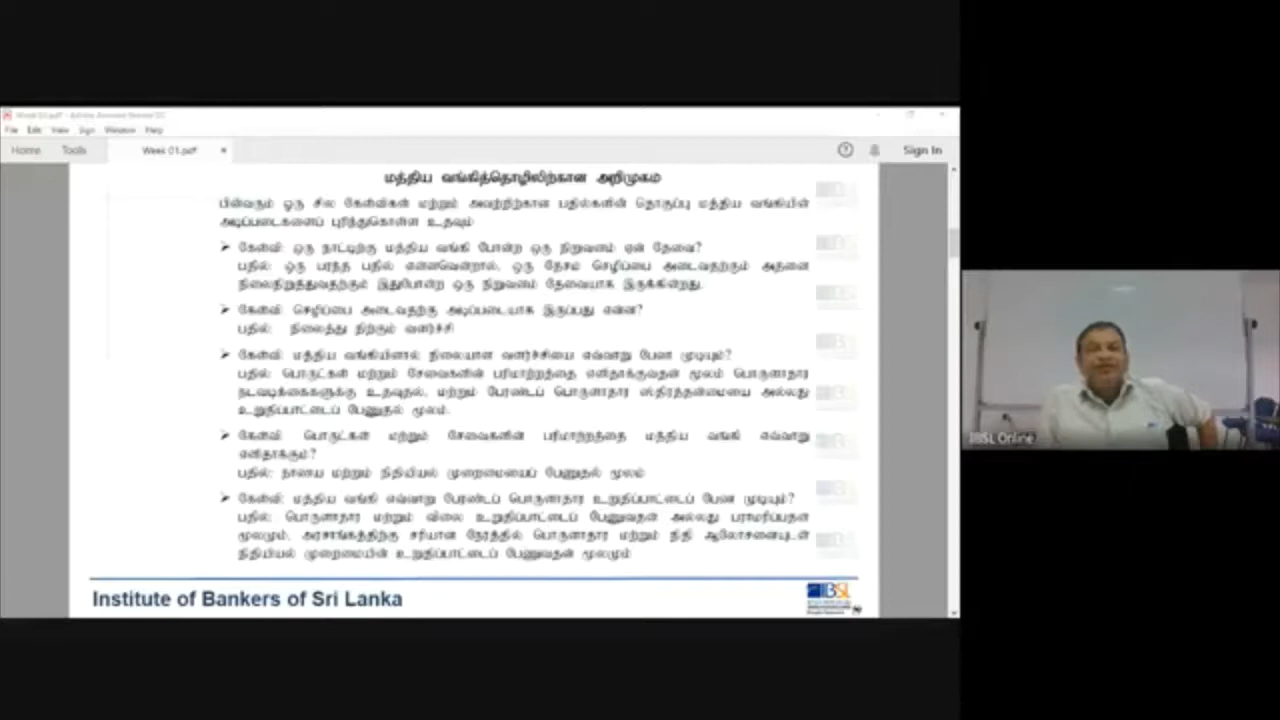 File Edit View Sign Window Help
Home Tools Week 01.pdf × Sign In
மத்திய வங்கித்தொழிலிற்கான அறிமுகம்
பின்வரும் ஒரு சில கேள்விகள் மற்றும் அவற்றிற்கான பதில்களின் தொகுப்பு மத்திய வங்கியின்
அடிப்படைகளைப் புரிந்துகொள்ள உதவும்
➢ கேள்வி: ஒரு நாட்டிற்கு மத்திய வங்கி போன்ற ஒரு நிறுவனம் ஏன் தேவை?
பதில்: ஒரு பரந்த பதில் என்னவென்றால், ஒரு தேசம் செழிப்பை அடைவதற்கும் அதனை
நிலைநிறுத்துவதற்கும் இதுபோன்ற ஒரு நிறுவனம் தேவையாக இருக்கின்றது.
➢ கேள்வி: செழிப்பை அடைவதற்கு அடிப்படையாக இருப்பது என்ன?
பதில்: நிலைத்து நிற்கும் வளர்ச்சி
➢ கேள்வி: மத்திய வங்கியினால் நிலையான வளர்ச்சியை எவ்வாறு பேண முடியும்?
பதில்: பொருட்கள் மற்றும் சேவைகளின் பரிமாற்றத்தை எளிதாக்குவதன் மூலம் பொருளாதார
நடவடிக்கைகளுக்கு உதவுதல், மற்றும் பேரண்டப் பொருளாதார ஸ்திரத்தன்மையை அல்லது
உறுதிப்பாட்டைப் பேணுதல் மூலம்.
➢ கேள்வி: பொருட்கள் மற்றும் சேவைகளின் பரிமாற்றத்தை மத்திய வங்கி எவ்வாறு
எளிதாக்கும்?
பதில்: நாணய மற்றும் நிதியியல் முறைமையைப் பேணுதல் மூலம்
➢ கேள்வி: மத்திய வங்கி எவ்வாறு பேரண்டப் பொருளாதார உறுதிப்பாட்டைப் பேண முடியும்?
பதில்: பொருளாதார மற்றும் விலை உறுதிப்பாட்டைப் பேணுவதன் அல்லது பராமரிப்பதன்
மூலமும், அரசாங்கத்திற்கு சரியான நேரத்தில் பொருளாதார மற்றும் நிதி ஆலோசனையுடன்
நிதியியல் முறைமையின் உறுதிப்பாட்டைப் பேணுவதன் மூலமும்
Institute of Bankers of Sri Lanka
IBSL
IBSL Online